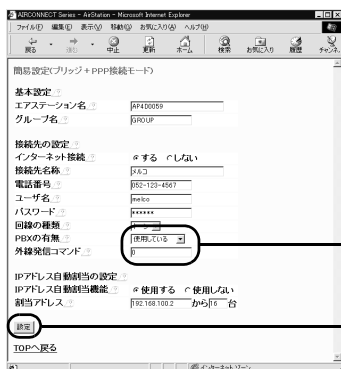 AIRCONNECT Series - AirStation - Microsoft Internet Explorer
ファイル(F) 編集(E) 表示(V) 移動(G) お気に入り(A) ヘルプ(H)
戻る 進む 中止 更新 ホーム 検索 お気に入り 履歴 チャンネ
簡易設定(ブリッジ+PPP接続モード)
基本設定 ?
エアステーション名 ? AP4D0059
グループ名 ? GROUP
接続先の設定 ?
インターネット接続 ? する しない
接続先名称 ? メルコ
電話番号 ? 052-123-4567
ユーザ名 ? melco
パスワード ? ******
回線の種類 ? トーン
PBXの有無 ? 使用している
外線発信コマンド ? 0
IPアドレス自動割当の設定 ?
IPアドレス自動割当機能 ? 使用する 使用しない
割当アドレス ? 192.168.100.2 から 16 台
設定
TOPへ戻る
インターネット ゾーン